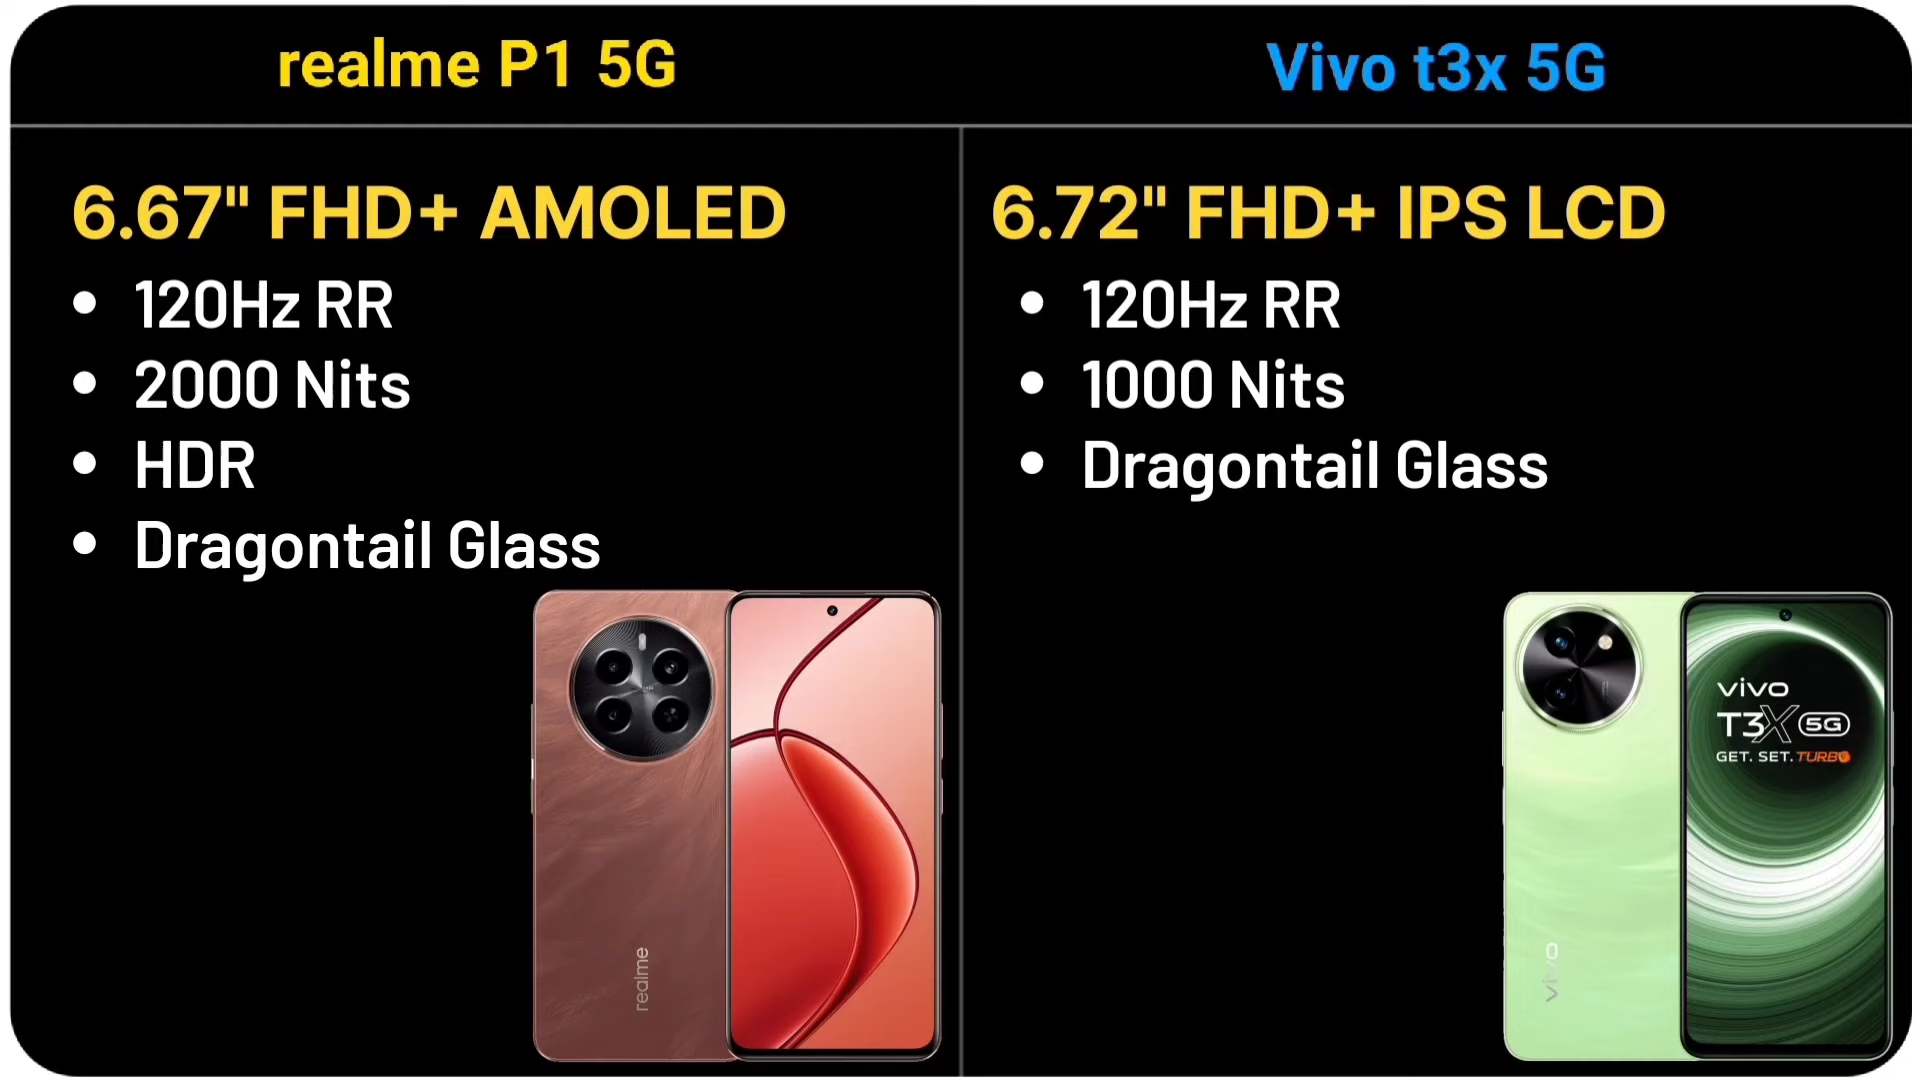 realme P1 5G
Vivo t3x 5G
6.67" FHD+ AMOLED
• 120Hz RR
• 2000 Nits
• HDR
• Dragontail Glass
realme
6.72" FHD+ IPS LCD
• 120Hz RR
• 1000 Nits
• Dragontail Glass
vivo
T3X 5G
GET. SET. TURBO
vivo